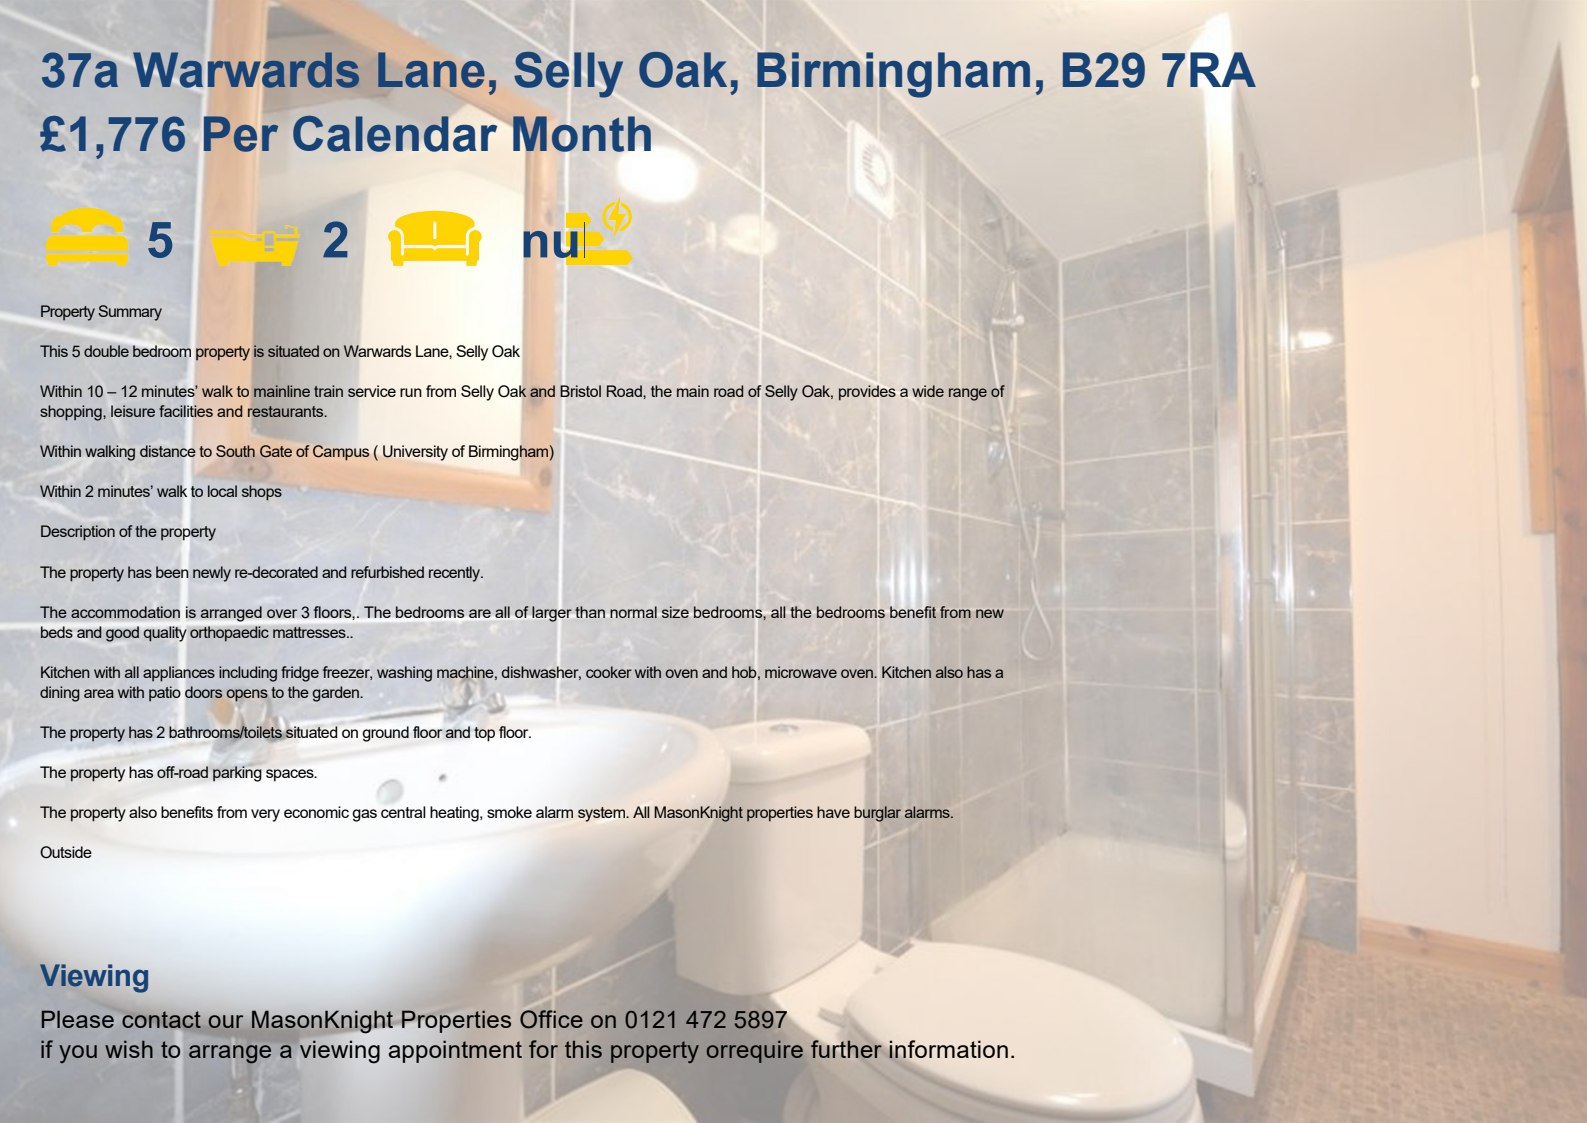 37a Warwards Lane, Selly Oak, Birmingham, B29 7RA
£1,776 Per Calendar Month
5 2 nul
Property Summary
This 5 double bedroom property is situated on Warwards Lane, Selly Oak
Within 10 – 12 minutes’ walk to mainline train service run from Selly Oak and Bristol Road, the main road of Selly Oak, provides a wide range of
shopping, leisure facilities and restaurants.
Within walking distance to South Gate of Campus ( University of Birmingham)
Within 2 minutes’ walk to local shops
Description of the property
The property has been newly re-decorated and refurbished recently.
The accommodation is arranged over 3 floors,. The bedrooms are all of larger than normal size bedrooms, all the bedrooms benefit from new
beds and good quality orthopaedic mattresses..
Kitchen with all appliances including fridge freezer, washing machine, dishwasher, cooker with oven and hob, microwave oven. Kitchen also has a
dining area with patio doors opens to the garden.
The property has 2 bathrooms/toilets situated on ground floor and top floor.
The property has off-road parking spaces.
The property also benefits from very economic gas central heating, smoke alarm system. All MasonKnight properties have burglar alarms.
Outside
Viewing
Please contact our MasonKnight Properties Office on 0121 472 5897
if you wish to arrange a viewing appointment for this property orrequire further information.